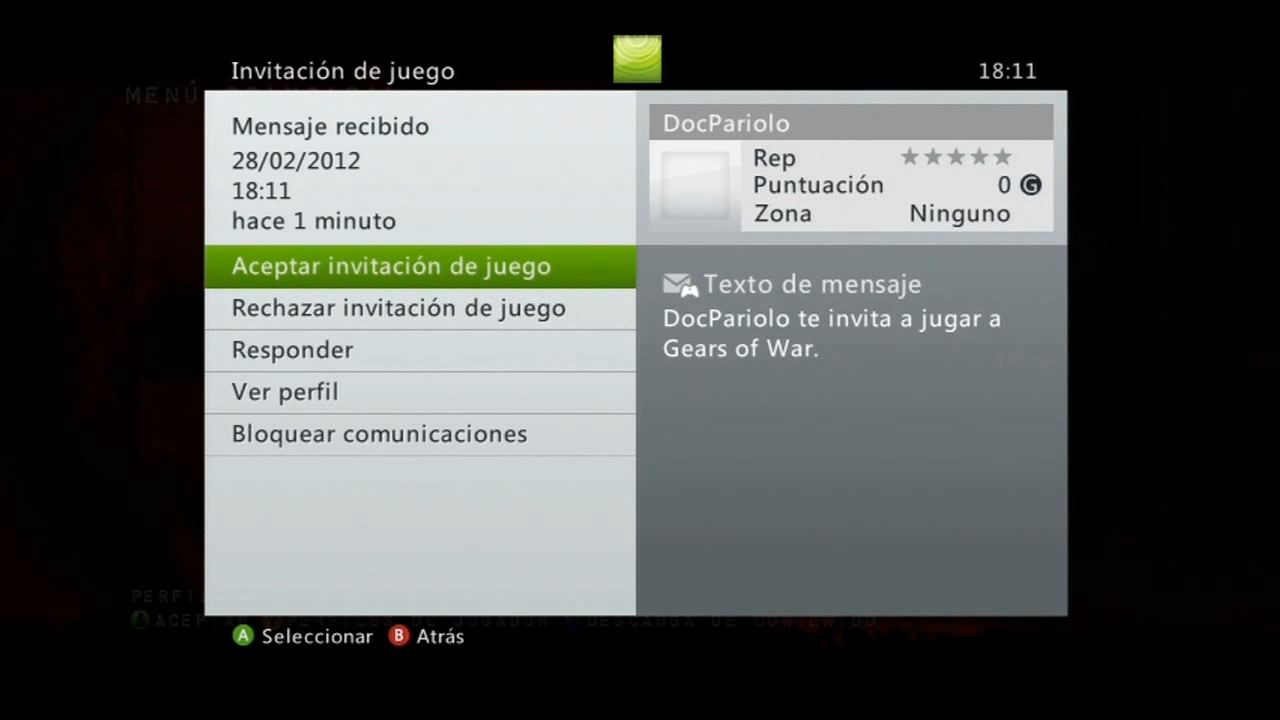 Invitación de juego
18:11
MENÚ
Mensaje recibido
28/02/2012
18:11
hace 1 minuto
Aceptar invitación de juego
Rechazar invitación de juego
Responder
Ver perfil
Bloquear comunicaciones
DocPariolo
Rep
Puntuación 0 G
Zona Ninguno
Texto de mensaje
DocPariolo te invita a jugar a
Gears of War.
A Seleccionar B Atrás